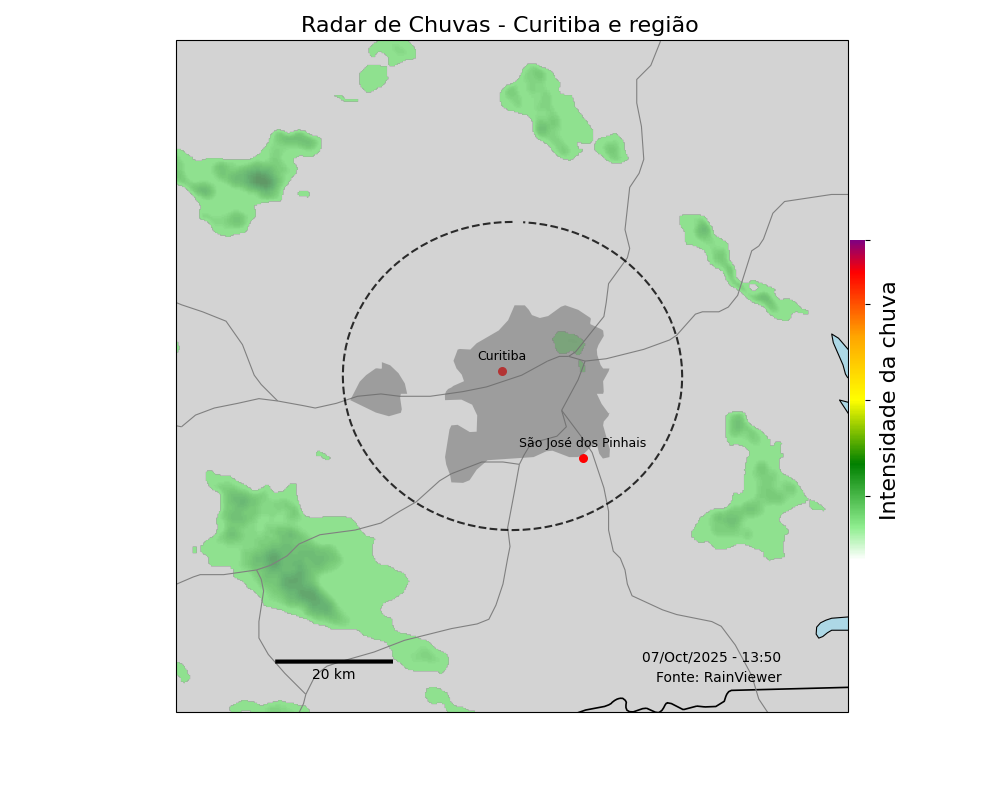 Radar de Chuvas - Curitiba e região
Curitiba
São José dos Pinhais
Intensidade da chuva
07/Oct/2025 - 13:50
Fonte: RainViewer
20 km